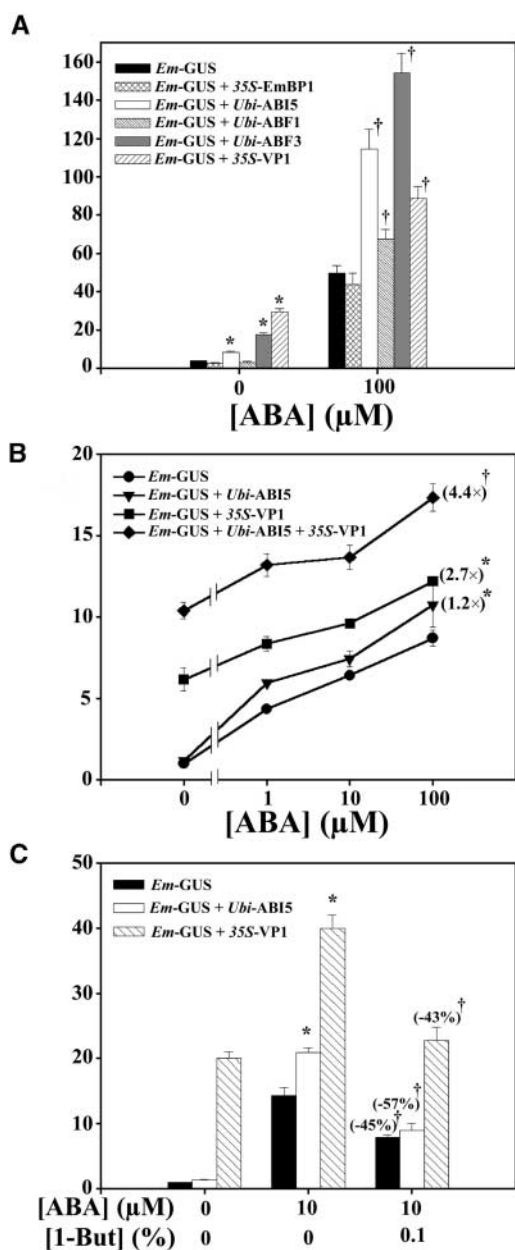 A
160
140
120
100
80
60
40
20
0
Em-GUS
Em-GUS + 35S-EmBP1
Em-GUS + Ubi-ABI5
Em-GUS + Ubi-ABF1
Em-GUS + Ubi-ABF3
Em-GUS + 35S-VP1
* * *
† † † †
0 100
[ABA] (µM)
B
20
15
10
5
0
Em-GUS
Em-GUS + Ubi-ABI5
Em-GUS + 35S-VP1
Em-GUS + Ubi-ABI5 + 35S-VP1
(4.4×)†
(2.7×)*
(1.2×)*
0 1 10 100
[ABA] (µM)
C
50
40
30
20
10
0
Em-GUS
Em-GUS + Ubi-ABI5
Em-GUS + 35S-VP1
*
*
(-43%)†
(-57%)†
(-45%)†
[ABA] (µM) 0 10 10
[1-But] (%) 0 0 0.1